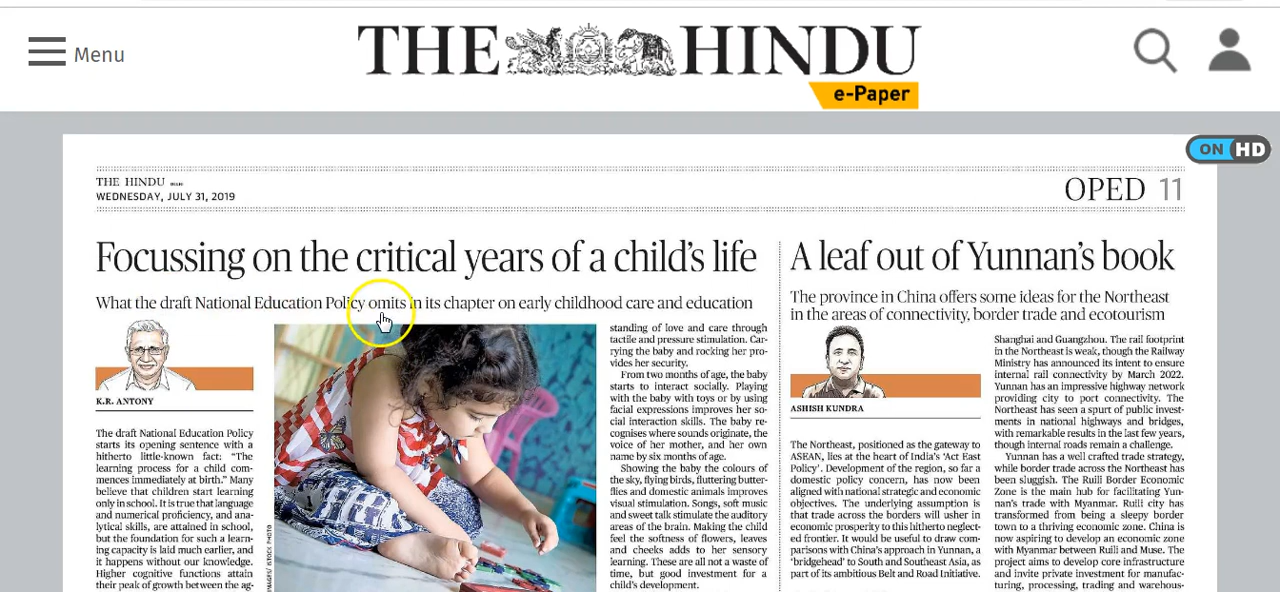 Menu
THE HINDU
e-Paper
ON HD
THE HINDU
WEDNESDAY, JULY 31, 2019
OPED 11
Focussing on the critical years of a child's life
What the draft National Education Policy omits in its chapter on early childhood care and education
K.R. ANTONY
The draft National Education Policy
starts its opening sentence with a
hitherto little-known fact: “The
learning process for a child com-
mences immediately at birth.” Many
believe that children start learning
only in school. It is true that language
and numerical proficiency, and ana-
lytical skills, are attained in school,
but the foundation for such a learn-
ing capacity is laid much earlier, and
it happens without our knowledge.
Higher cognitive functions attain
their peak of growth between the ag-
IMAGES/ ISTOCK PHOTO
standing of love and care through
tactile and pressure stimulation. Car-
rying the baby and rocking her pro-
vides her security.
From two months of age, the baby
starts to interact socially. Playing
with the baby with toys or by using
facial expressions improves her so-
cial interaction skills. The baby re-
cognises where sounds originate, the
voice of her mother, and her own
name by six months of age.
Showing the baby the colours of
the sky, flying birds, fluttering butter-
flies and domestic animals improves
visual stimulation. Songs, soft music
and sweet talk stimulate the auditory
areas of the brain. Making the child
feel the softness of flowers, leaves
and cheeks adds to her sensory
learning. These are all not a waste of
time, but good investment for a
child's development.
A leaf out of Yunnan's book
The province in China offers some ideas for the Northeast
in the areas of connectivity, border trade and ecotourism
ASHISH KUNDRA
The Northeast, positioned as the gateway to
ASEAN, lies at the heart of India's ‘Act East
Policy’. Development of the region, so far a
domestic policy concern, has now been
aligned with national strategic and economic
objectives. The underlying assumption is
that trade across the borders will usher in
economic prosperity to this hitherto neglect-
ed frontier. It would be useful to draw com-
parisons with China's approach in Yunnan, a
‘bridgehead’ to South and Southeast Asia, as
part of its ambitious Belt and Road Initiative.
Shanghai and Guangzhou. The rail footprint
in the Northeast is weak, though the Railway
Ministry has announced its intent to ensure
internal rail connectivity by March 2022.
Yunnan has an impressive highway network
providing city to port connectivity. The
Northeast has seen a spurt of public invest-
ments in national highways and bridges,
with remarkable results in the last few years,
though internal roads remain a challenge.
Yunnan has a well crafted trade strategy,
while border trade across the Northeast has
been sluggish. The Ruili Border Economic
Zone is the main hub for facilitating Yun-
nan's trade with Myanmar. Ruili city has
transformed from being a sleepy border
town to a thriving economic zone. China is
now aspiring to develop an economic zone
with Myanmar between Ruili and Muse. The
project aims to develop core infrastructure
and invite private investment for manufac-
turing, processing, trading and warehous-